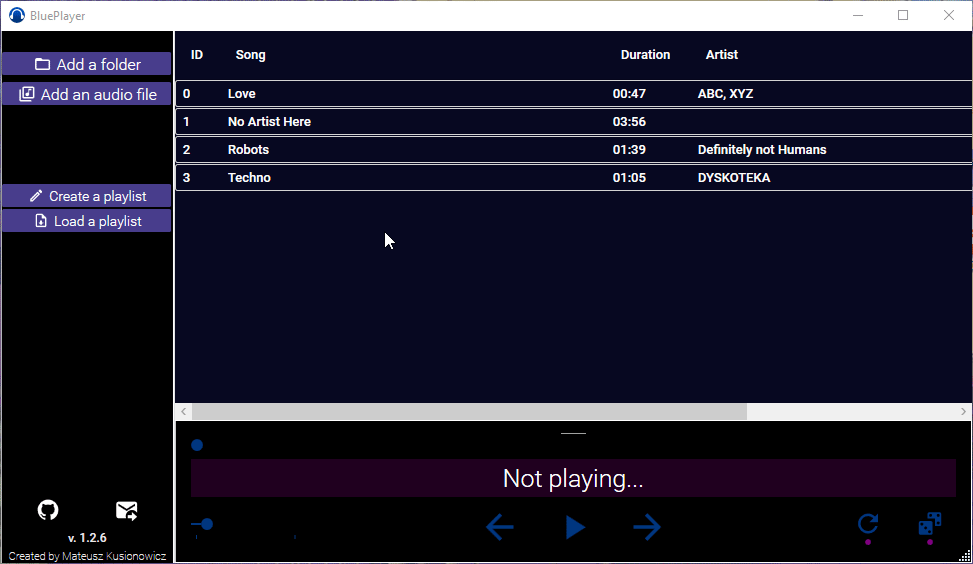 BluePlayer
Add a folder
Add an audio file
Create a playlist
Load a playlist
v. 1.2.6
Created by Mateusz Kusionowicz
ID Song Duration Artist
0 Love 00:47 ABC, XYZ
1 No Artist Here 03:56
2 Robots 01:39 Definitely not Humans
3 Techno 01:05 DYSKOTEKA
Not playing...